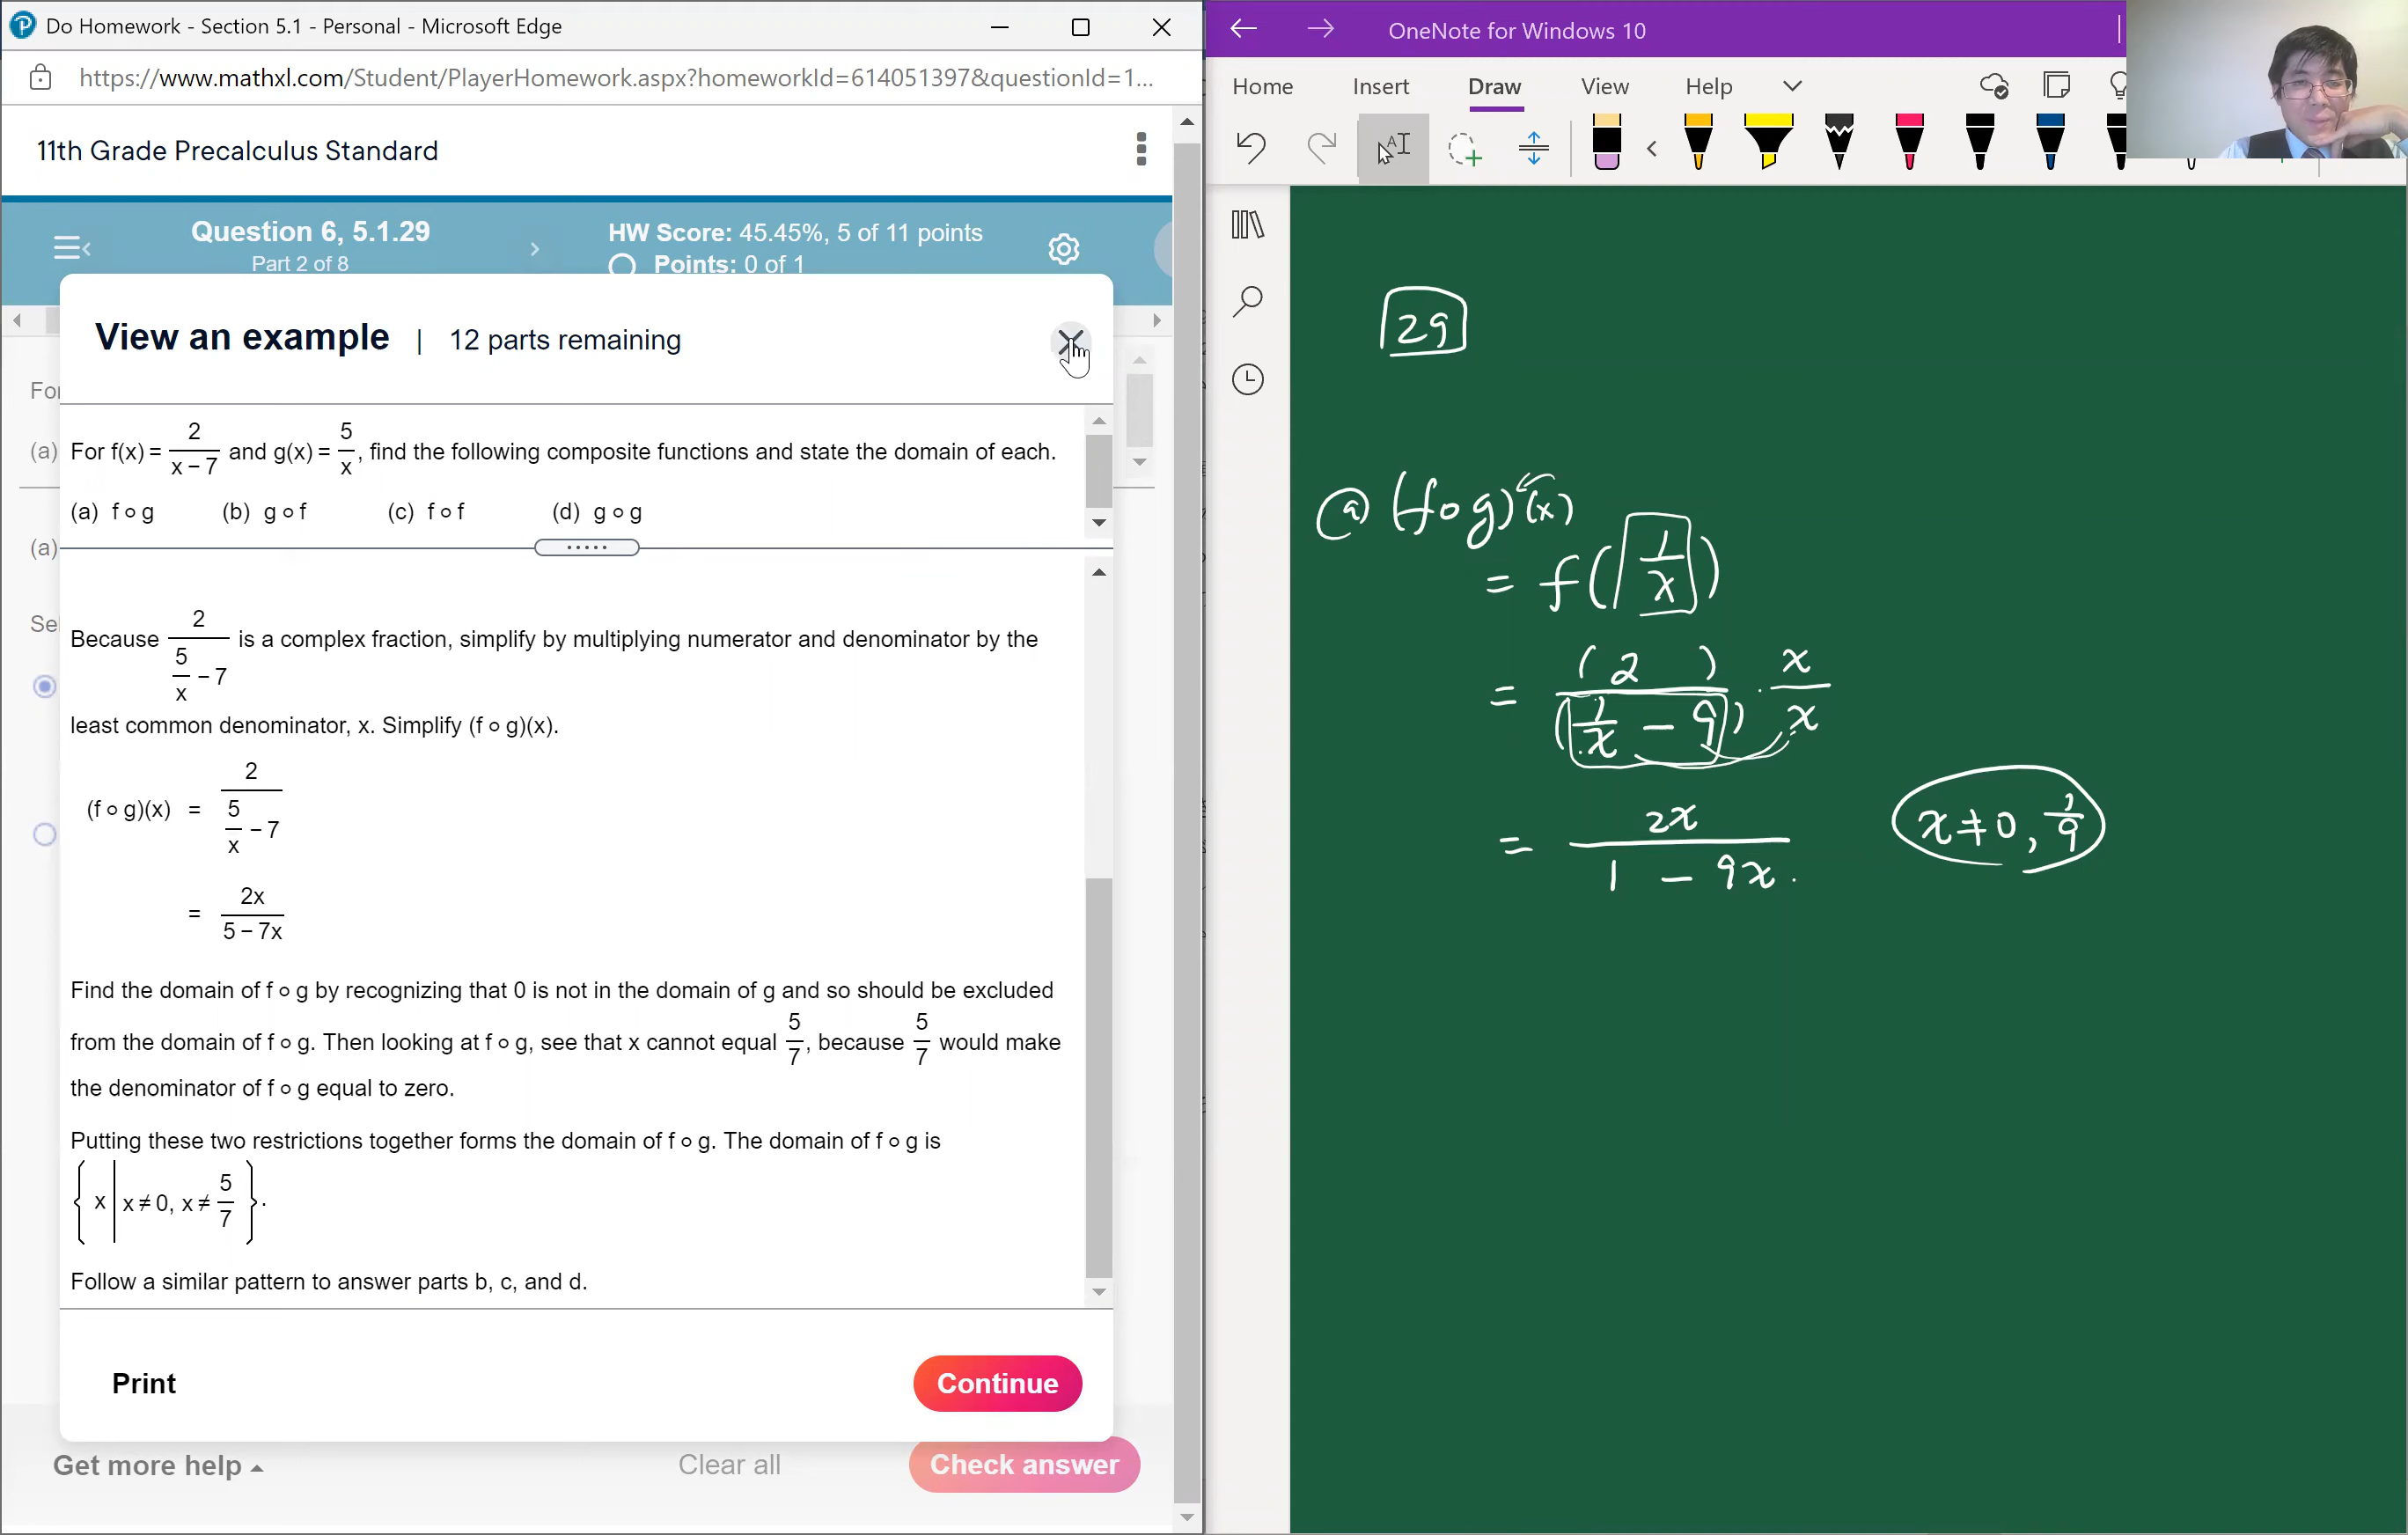 Do Homework - Section 5.1 - Personal - Microsoft Edge
https://www.mathxl.com/Student/PlayerHomework.aspx?homeworkId=614051397&questionId=1...
11th Grade Precalculus Standard
Question 6, 5.1.29
Part 2 of 8
HW Score: 45.45%, 5 of 11 points
Points: 0 of 1
View an example | 12 parts remaining
For
(a)
For f(x) = 2/(x − 7) and g(x) = 5/x, find the following composite functions and state the domain of each.
(a) f ∘ g (b) g ∘ f (c) f ∘ f (d) g ∘ g
(a)
Sel
Because 2/(5/x − 7) is a complex fraction, simplify by multiplying numerator and denominator by the
least common denominator, x. Simplify (f ∘ g)(x).
(f ∘ g)(x) = 2/(5/x − 7)
= 2x/(5 − 7x)
Find the domain of f ∘ g by recognizing that 0 is not in the domain of g and so should be excluded
from the domain of f ∘ g. Then looking at f ∘ g, see that x cannot equal 5/7, because 5/7 would make
the denominator of f ∘ g equal to zero.
Putting these two restrictions together forms the domain of f ∘ g. The domain of f ∘ g is
{x | x ≠ 0, x ≠ 5/7}.
Follow a similar pattern to answer parts b, c, and d.
Print
Continue
Get more help
Clear all
Check answer
OneNote for Windows 10
Home Insert Draw View Help
29
(a) (f∘g)(x)
= f(1/x)
= (2)/(1/x − 9) · x/x
= 2x/(1 − 9x) x ≠ 0, 1/9